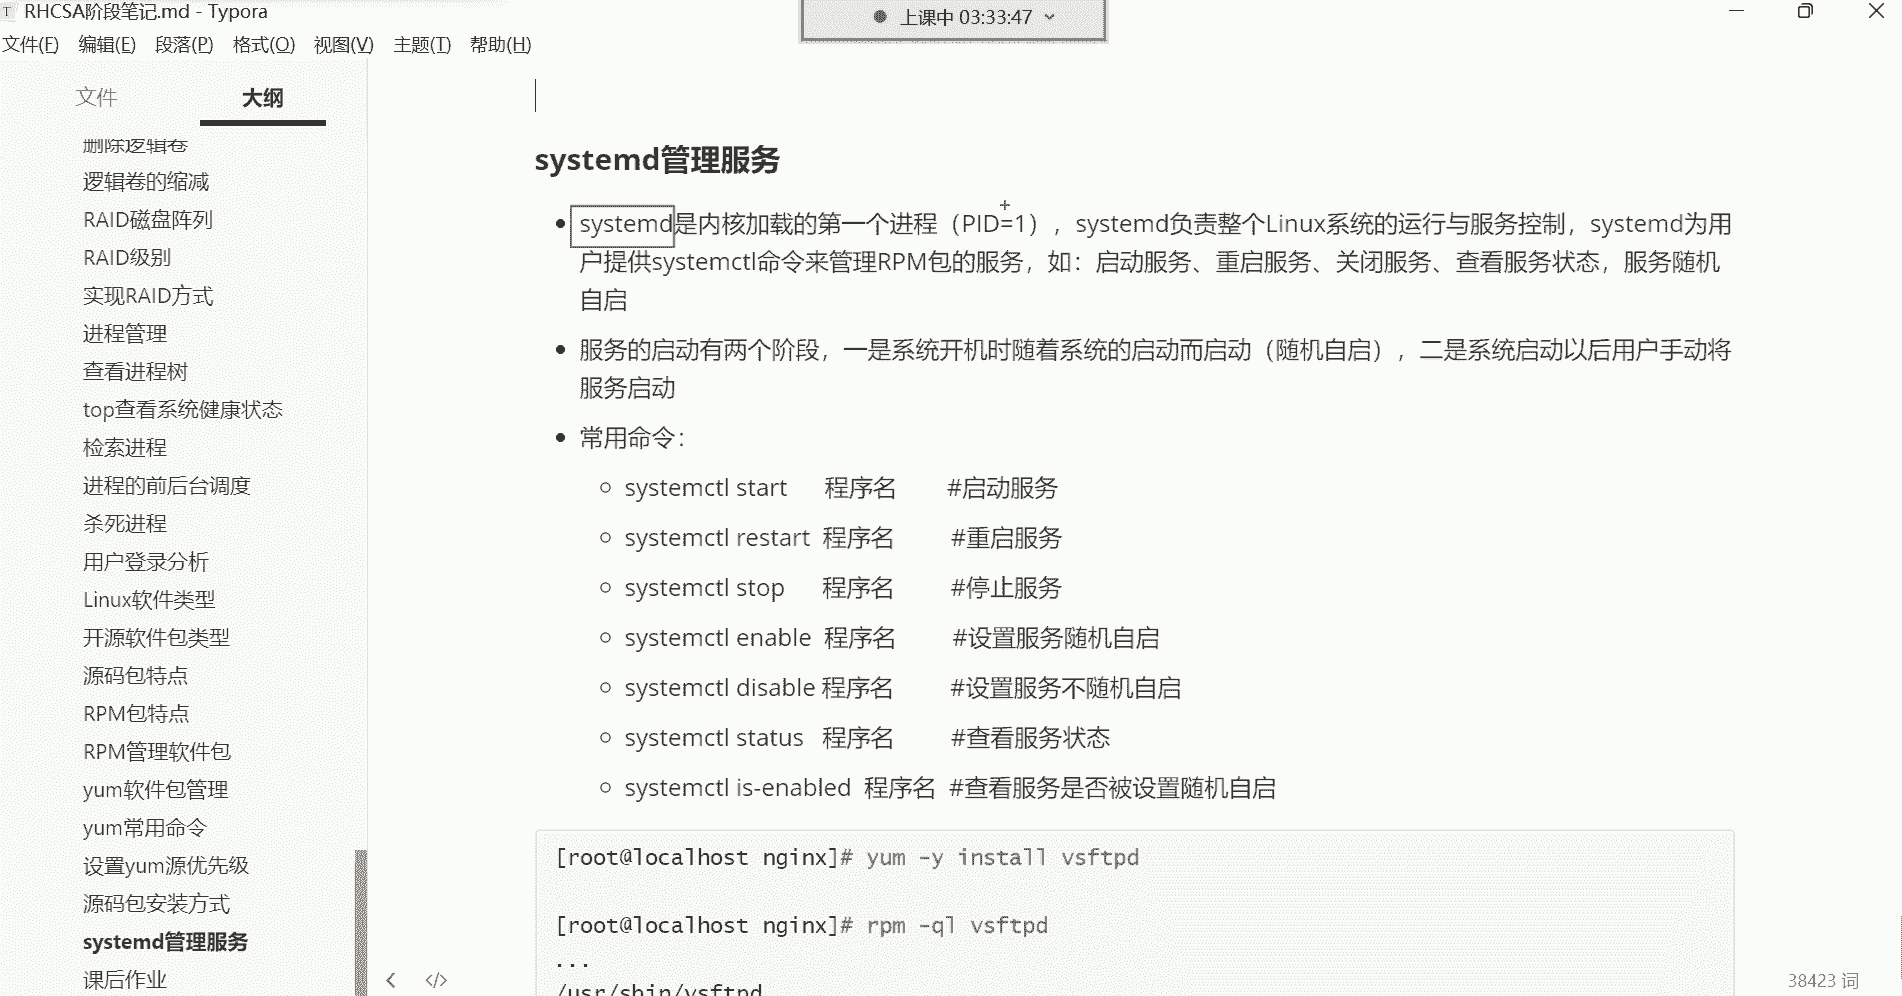 T RHCSA阶段笔记.md - Typora
上课中 03:33:47
文件(F) 编辑(E) 段落(P) 格式(O) 视图(V) 主题(T) 帮助(H)
文件 大纲
删除逻辑卷
逻辑卷的缩减
RAID磁盘阵列
RAID级别
实现RAID方式
进程管理
查看进程树
top查看系统健康状态
检索进程
进程的前后台调度
杀死进程
用户登录分析
Linux软件类型
开源软件包类型
源码包特点
RPM包特点
RPM管理软件包
yum软件包管理
yum常用命令
设置yum源优先级
源码包安装方式
systemd管理服务
课后作业
systemd管理服务
systemd是内核加载的第一个进程（PID=1），systemd负责整个Linux系统的运行与服务控制，systemd为用
户提供systemctl命令来管理RPM包的服务，如：启动服务、重启服务、关闭服务、查看服务状态，服务随机
自启
服务的启动有两个阶段，一是系统开机时随着系统的启动而启动（随机自启），二是系统启动以后用户手动将
服务启动
常用命令：
systemctl start 程序名 #启动服务
systemctl restart 程序名 #重启服务
systemctl stop 程序名 #停止服务
systemctl enable 程序名 #设置服务随机自启
systemctl disable 程序名 #设置服务不随机自启
systemctl status 程序名 #查看服务状态
systemctl is-enabled 程序名 #查看服务是否被设置随机自启
[root@localhost nginx]# yum -y install vsftpd
[root@localhost nginx]# rpm -ql vsftpd
...
/usr/sbin/vsftpd
38423 词